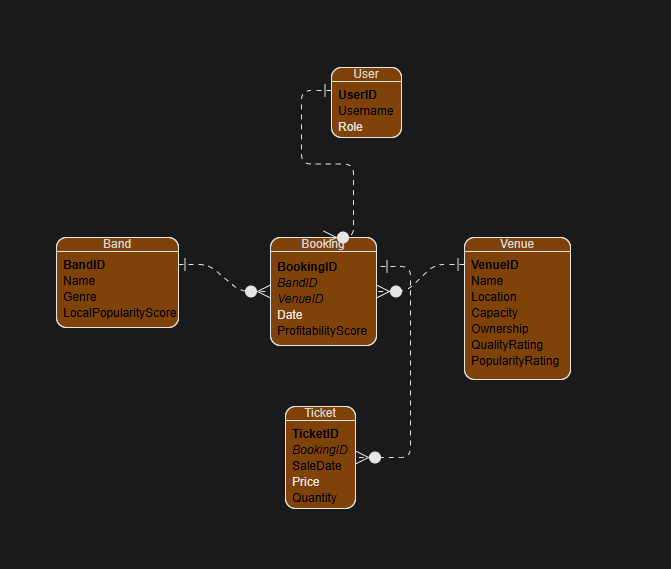 User
UserID
Username
Role
Band
BandID
Name
Genre
LocalPopularityScore
Booking
BookingID
BandID
VenueID
Date
ProfitabilityScore
Venue
VenueID
Name
Location
Capacity
Ownership
QualityRating
PopularityRating
Ticket
TicketID
BookingID
SaleDate
Price
Quantity